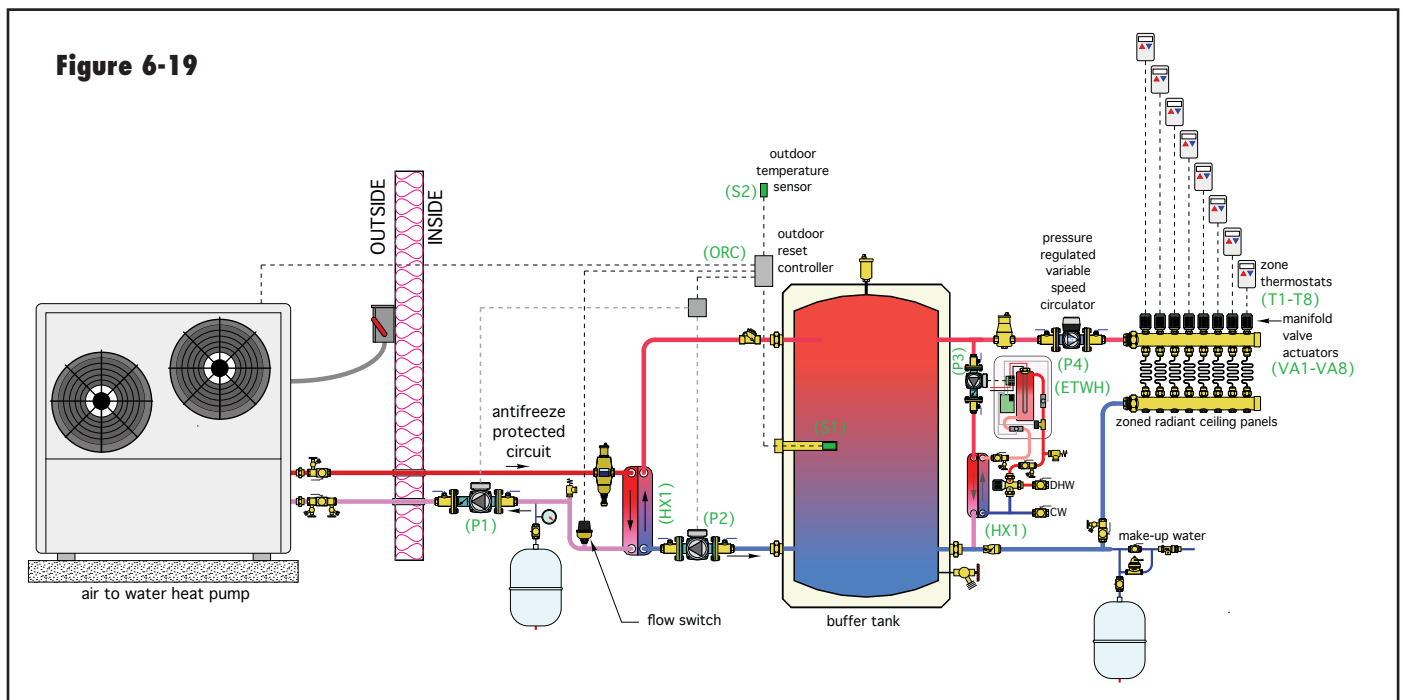 Figure 6-19
OUTSIDE
INSIDE
outdoor
temperature
sensor
(S2)
outdoor
reset
controller
(ORC)
pressure
regulated
variable
speed
circulator
(P4)
(P3)
(ETWH)
zone
thermostats
(T1-T8)
manifold
valve
actuators
(VA1-VA8)
zoned radiant ceiling panels
antifreeze
protected
circuit
(S1)
(HX1)
(P1)
(P2)
DHW
CW
(HX1)
make-up water
air to water heat pump
flow switch
buffer tank